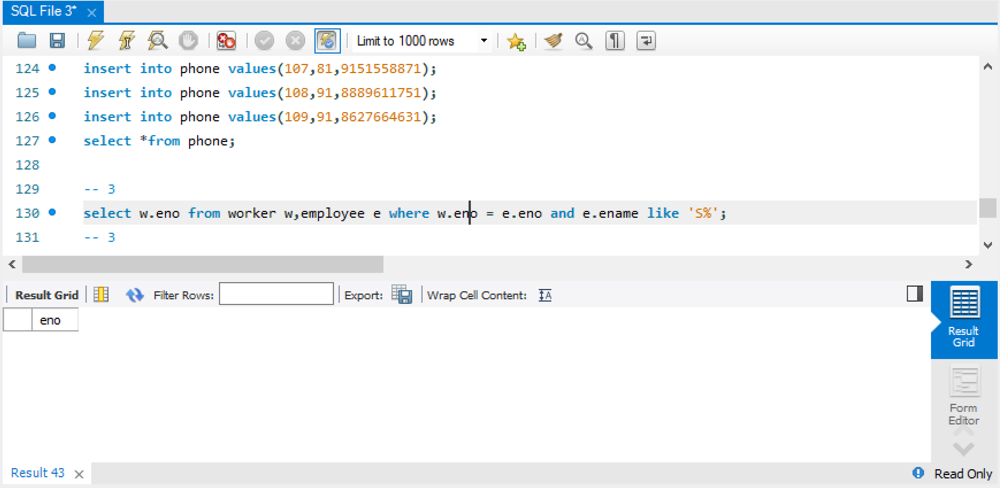 SQL File 3*
Limit to 1000 rows
124 insert into phone values(107,81,9151558871);
125 insert into phone values(108,91,8889611751);
126 insert into phone values(109,91,8627664631);
127 select *from phone;
128
129 -- 3
130 select w.eno from worker w,employee e where w.eno = e.eno and e.ename like 'S%';
131 -- 3
Result Grid Filter Rows: Export: Wrap Cell Content:
eno
Result
Grid
Form
Editor
Result 43 Read Only